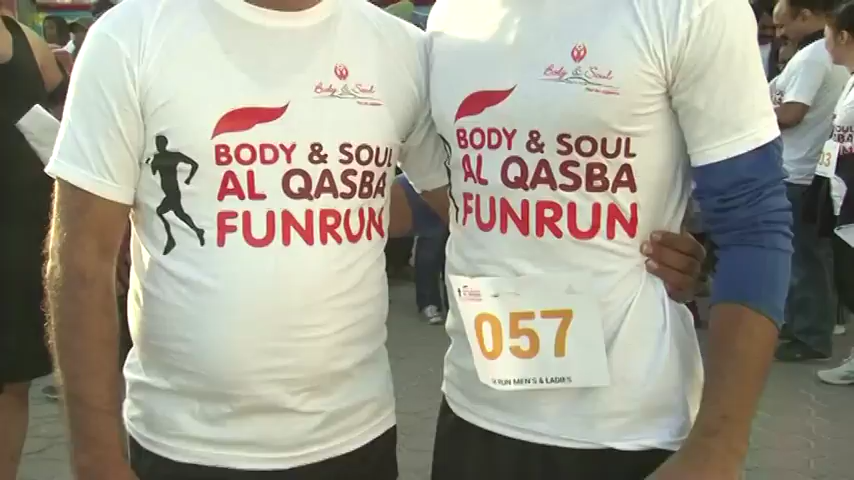 Body & Soul
BODY & SOUL
AL QASBA
FUNRUN
Body & Soul
BODY & SOUL
AL QASBA
FUNRUN
057
RUN MEN'S & LADIES